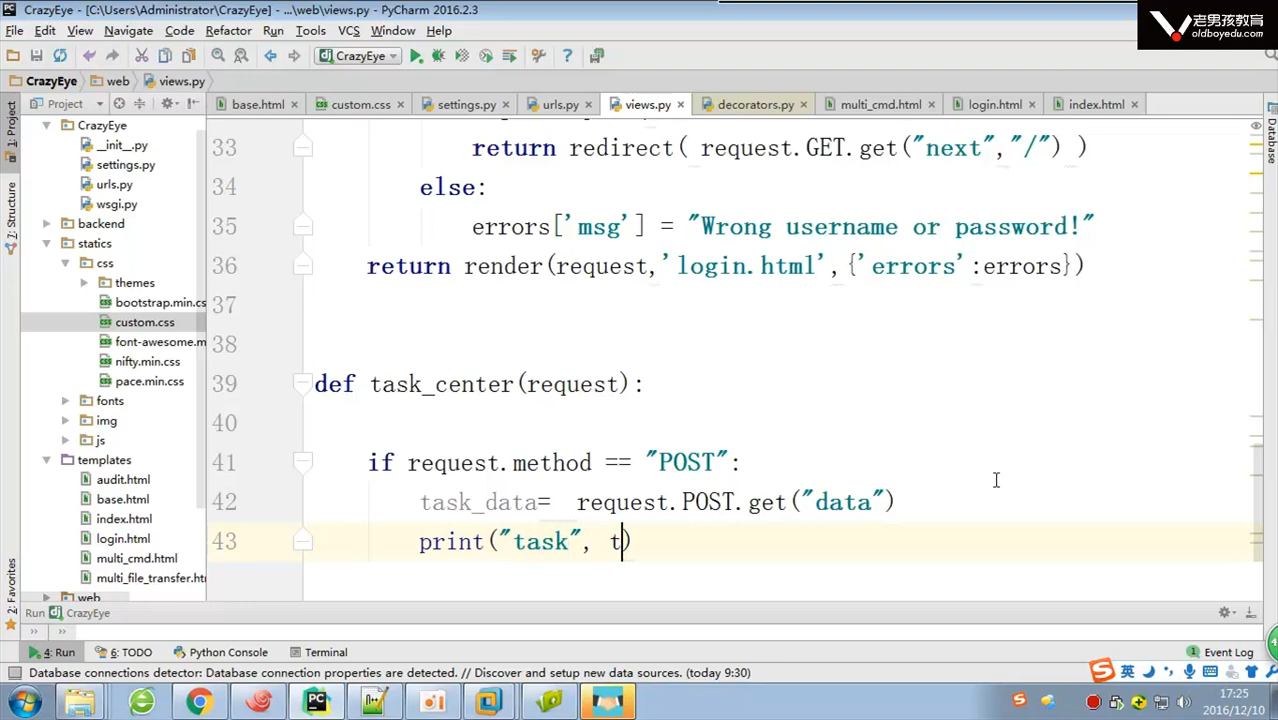 CrazyEye - [C:\Users\Administrator\CrazyEye] - ...\web\views.py - PyCharm 2016.2.3
老男孩教育
oldboyedu.com
File Edit View Navigate Code Refactor Run Tools VCS Window Help
CrazyEye
CrazyEye web views.py
Project
base.html custom.css settings.py urls.py views.py decorators.py multi_cmd.html login.html index.html
1: Project
7: Structure
2: Favorites
Database
CrazyEye
__init__.py
settings.py
urls.py
wsgi.py
backend
statics
css
themes
bootstrap.min.cs
custom.css
font-awesome.m
nifty.min.css
pace.min.css
fonts
img
js
templates
audit.html
base.html
index.html
login.html
multi_cmd.html
multi_file_transfer.ht
web
33 return redirect( request.GET.get("next","/") )
34 else:
35 errors['msg'] = "Wrong username or password!"
36 return render(request,'login.html',{'errors':errors})
37
38
39 def task_center(request):
40
41 if request.method == "POST":
42 task_data= request.POST.get("data")
43 print("task", t)
Run CrazyEye
4: Run 6: TODO Python Console Terminal 1 Event Log
Database connections detector: Database connection properties are detected. // Discover and setup new data sources. (today 9:30)
英
17:25
2016/12/10